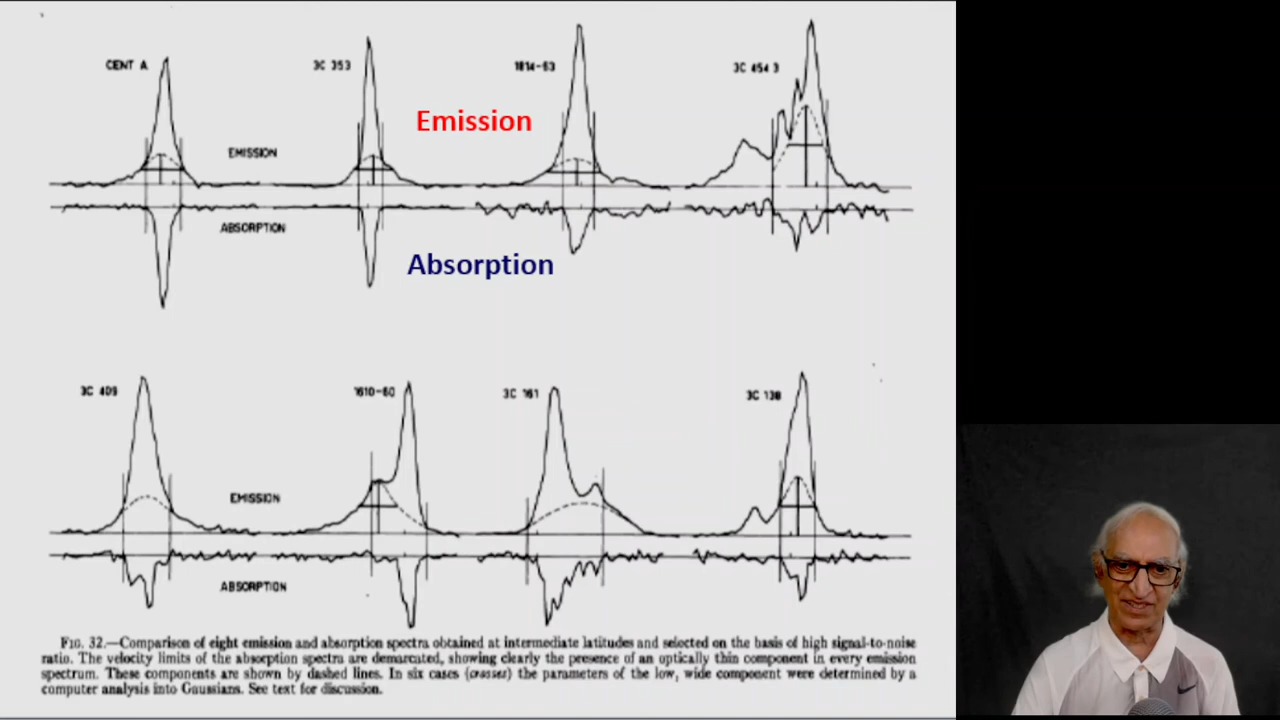 CENT A
3C 353
1814-63
3C 454 3
Emission
EMISSION
ABSORPTION
Absorption
3C 409
1610-60
3C 161
3C 138
EMISSION
ABSORPTION
FIG. 32.—Comparison of eight emission and absorption spectra obtained at intermediate latitudes and selected on the basis of high signal-to-noise
ratio. The velocity limits of the absorption spectra are demarcated, showing clearly the presence of an optically thin component in every emission
spectrum. These components are shown by dashed lines. In six cases (crosses) the parameters of the low, wide component were determined by a
computer analysis into Gaussians. See text for discussion.